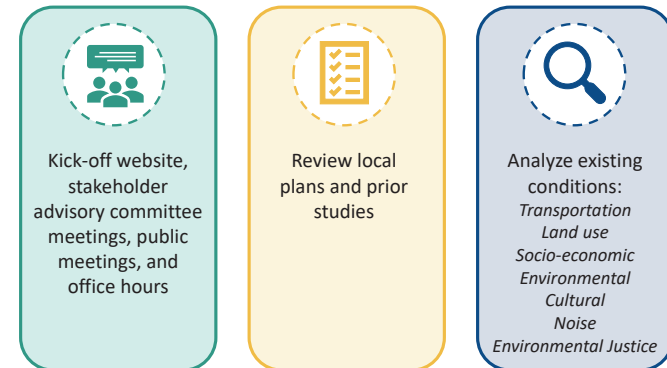 Kick-off website,
stakeholder
advisory committee
meetings, public
meetings, and
office hours
Review local
plans and prior
studies
Analyze existing
conditions:
Transportation
Land use
Socio-economic
Environmental
Cultural
Noise
Environmental Justice